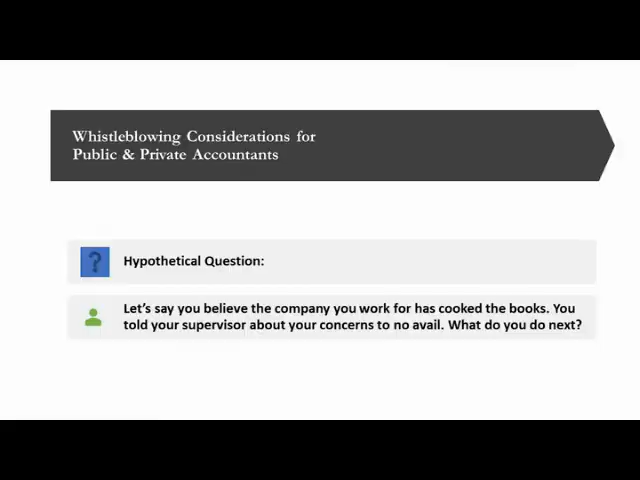 Whistleblowing Considerations for
Public & Private Accountants
?
Hypothetical Question:
Let's say you believe the company you work for has cooked the books. You
told your supervisor about your concerns to no avail. What do you do next?